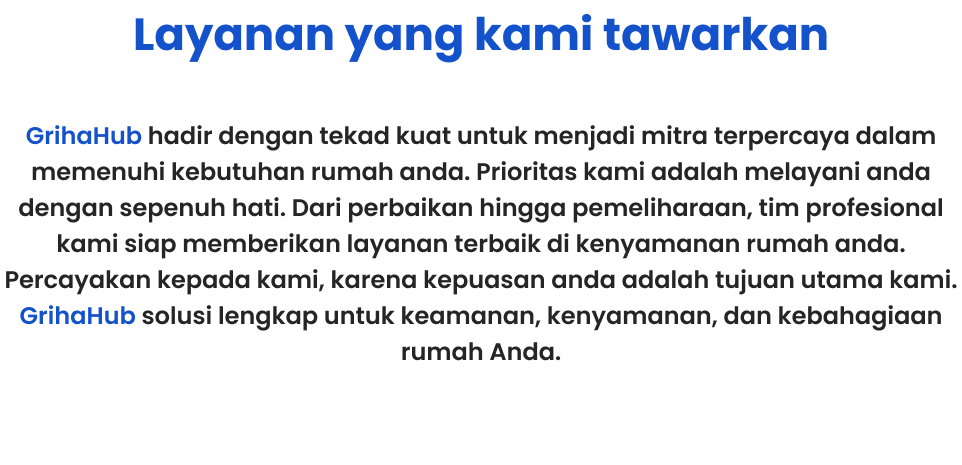 Layanan yang kami tawarkan
GrihaHub hadir dengan tekad kuat untuk menjadi mitra terpercaya dalam
memenuhi kebutuhan rumah anda. Prioritas kami adalah melayani anda
dengan sepenuh hati. Dari perbaikan hingga pemeliharaan, tim profesional
kami siap memberikan layanan terbaik di kenyamanan rumah anda.
Percayakan kepada kami, karena kepuasan anda adalah tujuan utama kami.
GrihaHub solusi lengkap untuk keamanan, kenyamanan, dan kebahagiaan
rumah Anda.